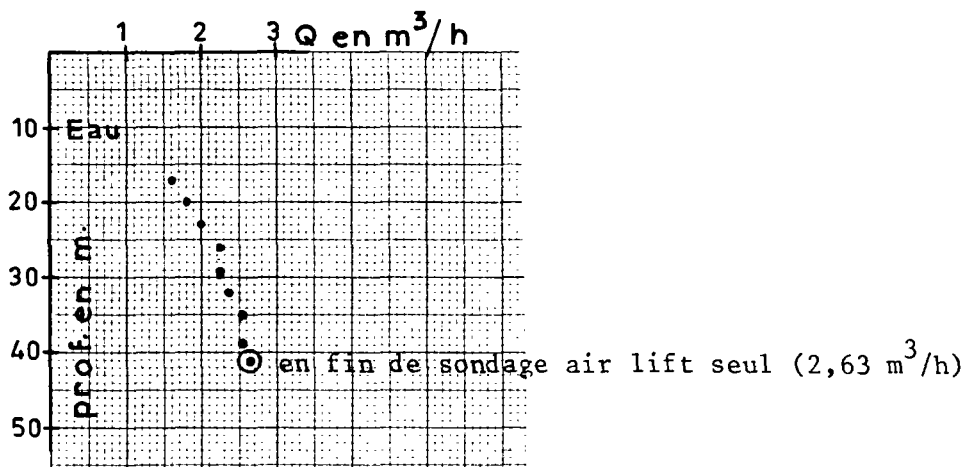 1 2 3 Q en m³/h
10 Eau
20
30
prof. en m.
40
en fin de sondage air lift seul (2,63 m³/h)
50